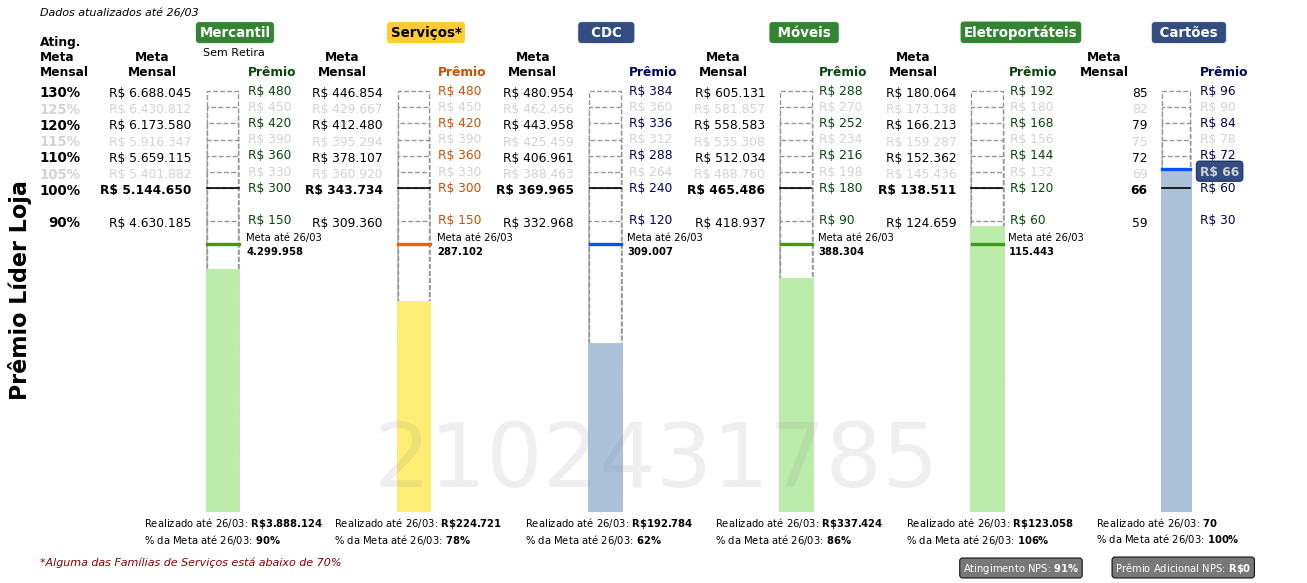 Dados atualizados até 26/03
Mercantil Serviços* CDC Móveis Eletroportáteis Cartões
Sem Retira
Ating. Meta Mensal
Meta Mensal Prêmio Meta Mensal Prêmio Meta Mensal Prêmio Meta Mensal Prêmio Meta Mensal Prêmio Meta Mensal Prêmio
130% R$ 6.688.045 R$ 480 R$ 446.854 R$ 480 R$ 480.954 R$ 384 R$ 605.131 R$ 288 R$ 180.064 R$ 192 85 R$ 96
125% R$ 6.430.812 R$ 450 R$ 429.667 R$ 450 R$ 462.456 R$ 360 R$ 581.857 R$ 270 R$ 173.138 R$ 180 82 R$ 90
120% R$ 6.173.580 R$ 420 R$ 412.480 R$ 420 R$ 443.958 R$ 336 R$ 558.583 R$ 252 R$ 166.213 R$ 168 79 R$ 84
115% R$ 5.916.347 R$ 390 R$ 395.294 R$ 390 R$ 425.459 R$ 312 R$ 535.308 R$ 234 R$ 159.287 R$ 156 75 R$ 78
110% R$ 5.659.115 R$ 360 R$ 378.107 R$ 360 R$ 406.961 R$ 288 R$ 512.034 R$ 216 R$ 152.362 R$ 144 72 R$ 72
105% R$ 5.401.882 R$ 330 R$ 360.920 R$ 330 R$ 388.463 R$ 264 R$ 488.760 R$ 198 R$ 145.436 R$ 132 69 R$ 66
100% R$ 5.144.650 R$ 300 R$ 343.734 R$ 300 R$ 369.965 R$ 240 R$ 465.486 R$ 180 R$ 138.511 R$ 120 66 R$ 60
90% R$ 4.630.185 R$ 150 R$ 309.360 R$ 150 R$ 332.968 R$ 120 R$ 418.937 R$ 90 R$ 124.659 R$ 60 59 R$ 30
Meta até 26/03 Meta até 26/03 Meta até 26/03 Meta até 26/03 Meta até 26/03
4.299.958 287.102 309.007 388.304 115.443
Prêmio Líder Loja
2102431785
Realizado até 26/03: R$3.888.124 Realizado até 26/03: R$224.721 Realizado até 26/03: R$192.784 Realizado até 26/03: R$337.424 Realizado até 26/03: R$123.058 Realizado até 26/03: 70
% da Meta até 26/03: 90% % da Meta até 26/03: 78% % da Meta até 26/03: 62% % da Meta até 26/03: 86% % da Meta até 26/03: 106% % da Meta até 26/03: 100%
*Alguma das Famílias de Serviços está abaixo de 70%
Atingimento NPS: 91% Prêmio Adicional NPS: R$0